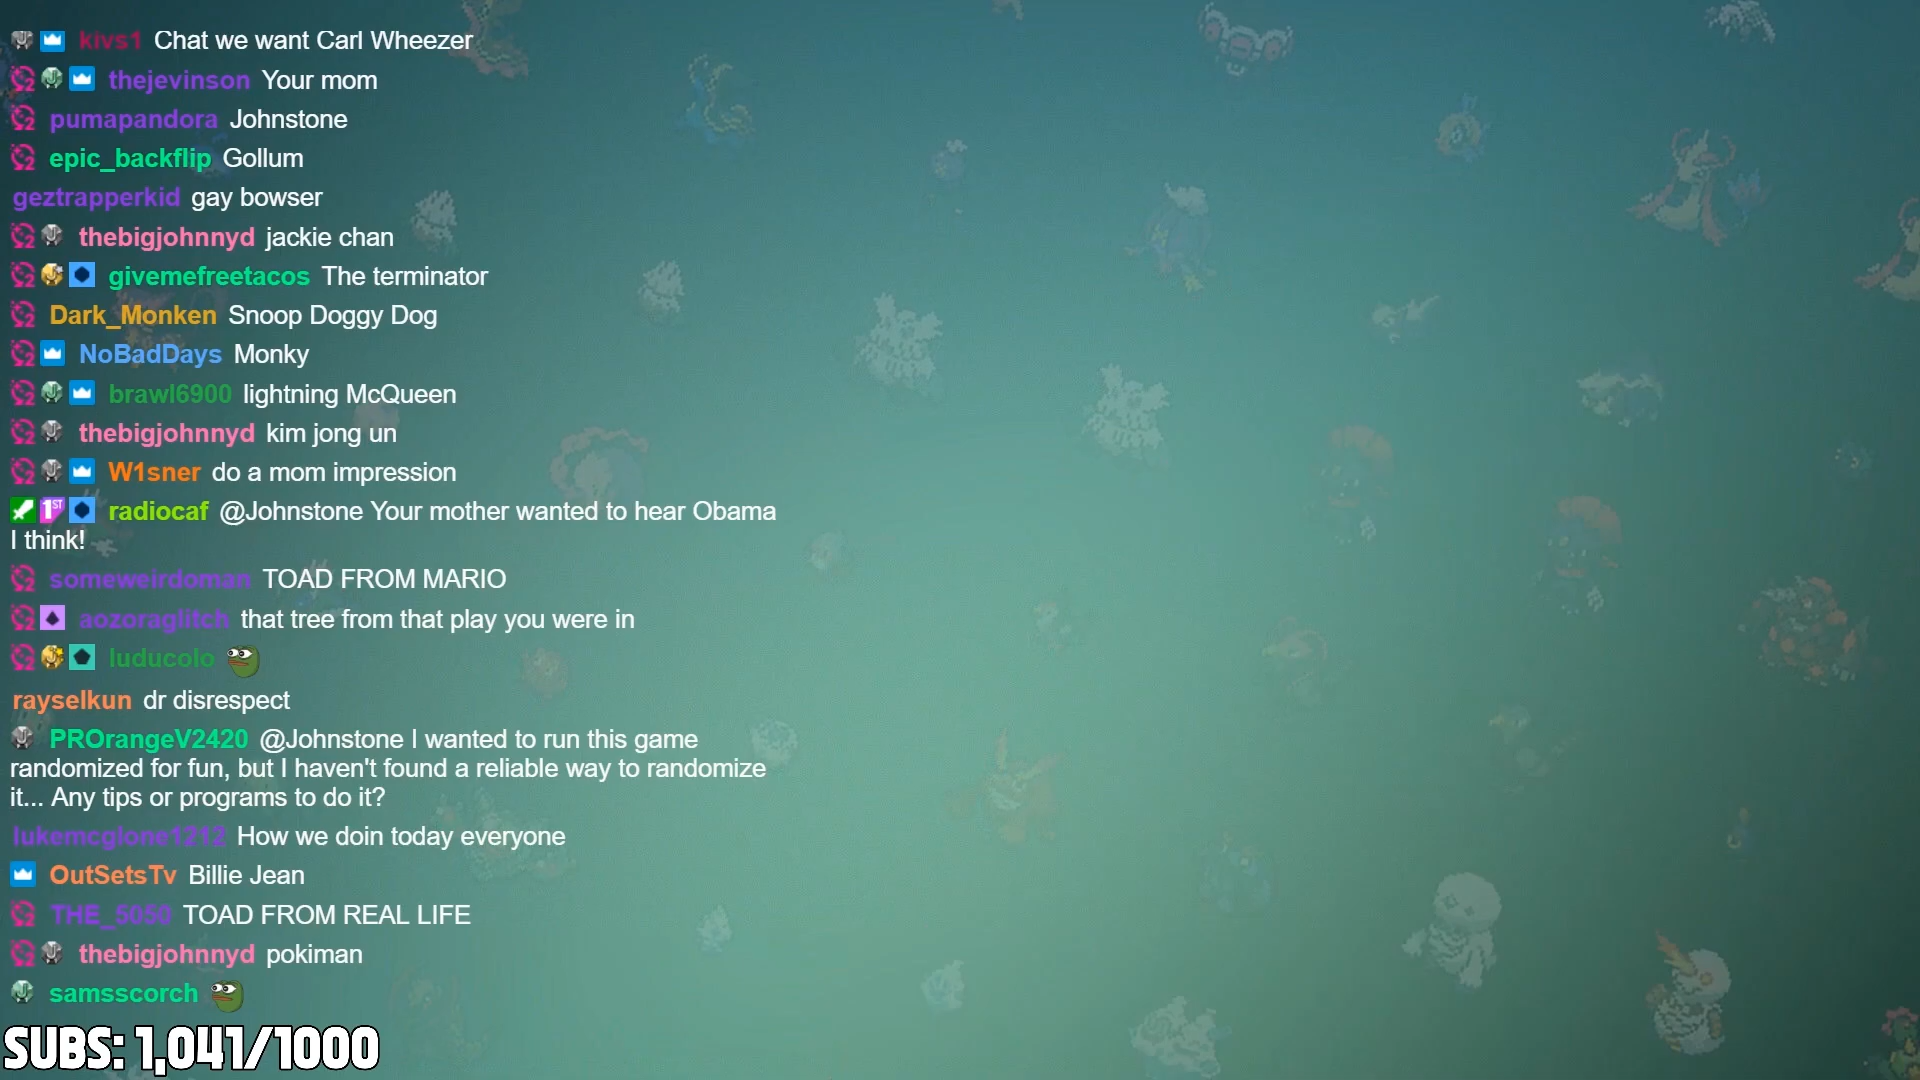 kivs1 Chat we want Carl Wheezer
thejevinson Your mom
pumapandora Johnstone
epic_backflip Gollum
geztrapperkid gay bowser
thebigjohnnyd jackie chan
givemefreetacos The terminator
Dark_Monken Snoop Doggy Dog
NoBadDays Monky
brawl6900 lightning McQueen
thebigjohnnyd kim jong un
W1sner do a mom impression
1ST radiocaf @Johnstone Your mother wanted to hear Obama
I think!
someweirdoman TOAD FROM MARIO
aozoraglitch that tree from that play you were in
luducolo
rayselkun dr disrespect
PROrangeV2420 @Johnstone I wanted to run this game
randomized for fun, but I haven't found a reliable way to randomize
it... Any tips or programs to do it?
lukemcglone1212 How we doin today everyone
OutSetsTv Billie Jean
THE_5050 TOAD FROM REAL LIFE
thebigjohnnyd pokiman
samsscorch
SUBS: 1,041/1000